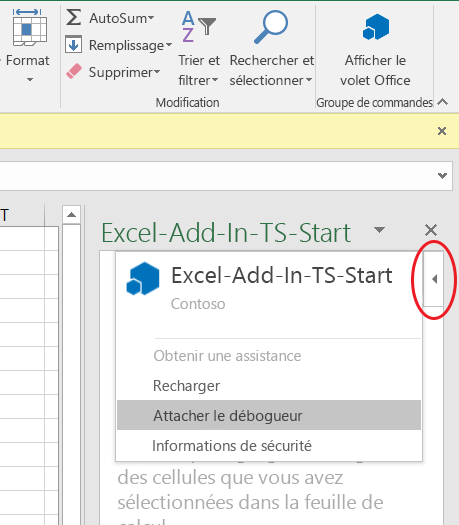 AutoSum
Remplissage
Supprimer
Format
Trier et
filtrer
Rechercher et
sélectionner
Afficher le
volet Office
Modification
Groupe de commandes
T
Excel-Add-In-TS-Start
Excel-Add-In-TS-Start
Contoso
Obtenir une assistance
Recharger
Attacher le débogueur
Informations de sécurité
des cellules que vous avez
sélectionnées dans la feuille de
calcul